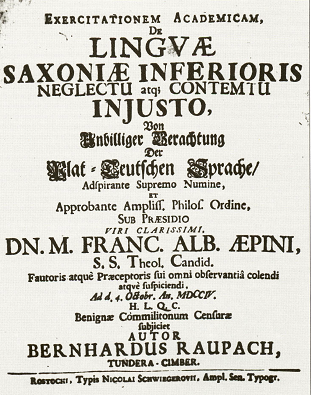 EXERCITATIONEM ACADEMICAM,
DE
LINGVÆ
SAXONIÆ INFERIORIS
NEGLECTU atq; CONTEMTU
INJUSTO,
Von
Unbilliger Verachtung
Der
Plat-Teutschen Sprache/
Adspirante Supremo Numine,
ET
Approbante Ampliss. Philos. Ordine,
SUB PRÆSIDIO
VIRI CLARISSIMI.
DN. M. FRANC. ALB. ÆPINI,
S. S. Theol. Candid.
Fautoris atquè Præceptoris sui omni observantiâ colendi
atqvè suspiciendi,
Ad d. 4. Octobr. An. MDCCIV.
H. L. Q. C.
Benignæ Commilitonum Censuræ
subjiciet
AUTOR
BERNHARDUS RAUPACH,
TUNDERA-CIMBER.
ROSTOCHI, Typis NICOLAI SCHWIEGEROVII, Ampl. Sen. Typogr.